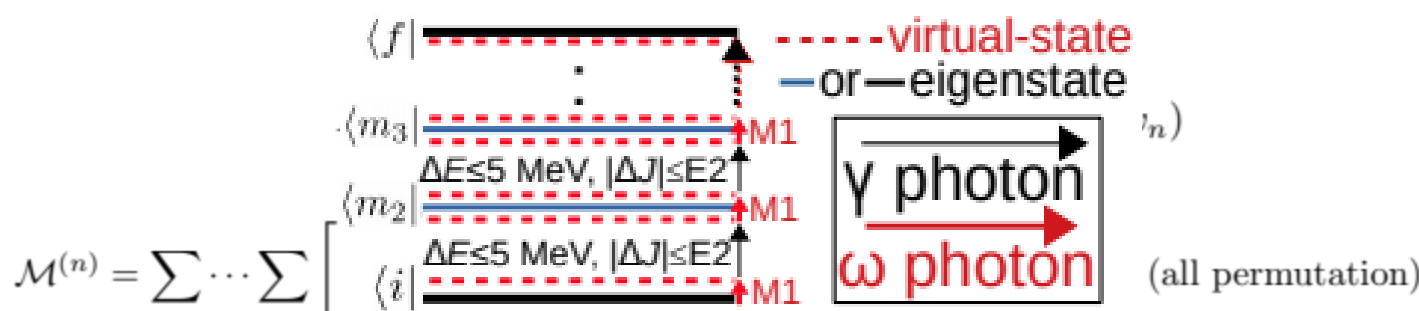 ⟨f|
virtual-state
or eigenstate
⟨m₃|
M1
ₙ)
ΔE≤5 MeV, |ΔJ|≤E2
γ photon
⟨m₂|
M1
ΔE≤5 MeV, |ΔJ|≤E2
ω photon
M⁽ⁿ⁾ = ∑ ⋯ ∑ [
⟨i|
M1
(all permutation)